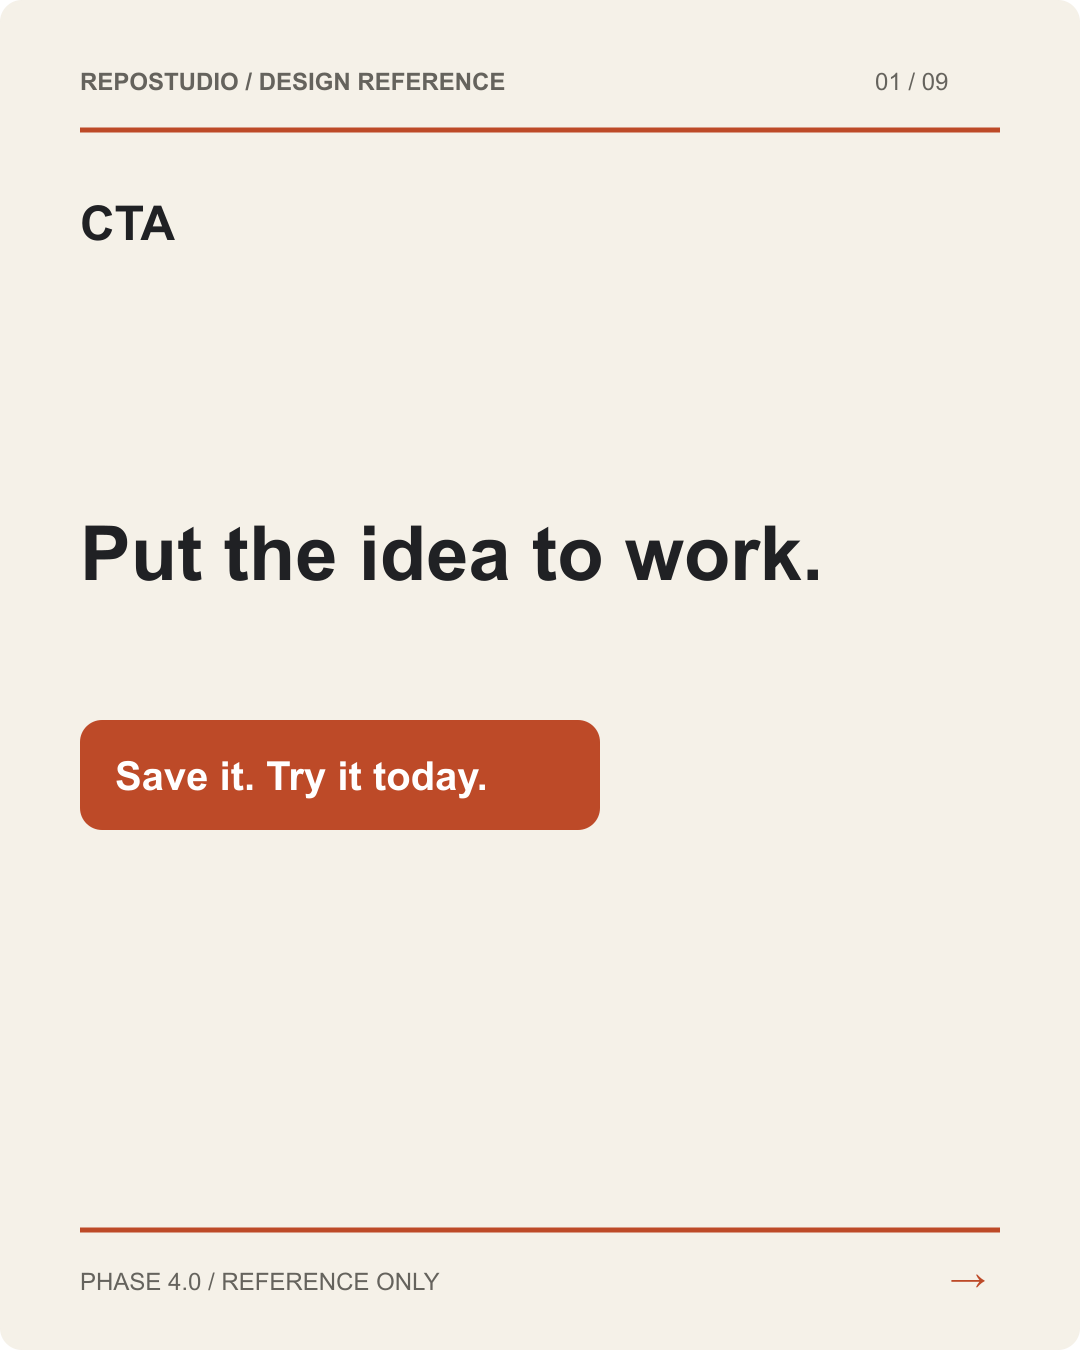 REPOSTUDIO / DESIGN REFERENCE 01 / 09
CTA
Put the idea to work.
Save it. Try it today.
PHASE 4.0 / REFERENCE ONLY →